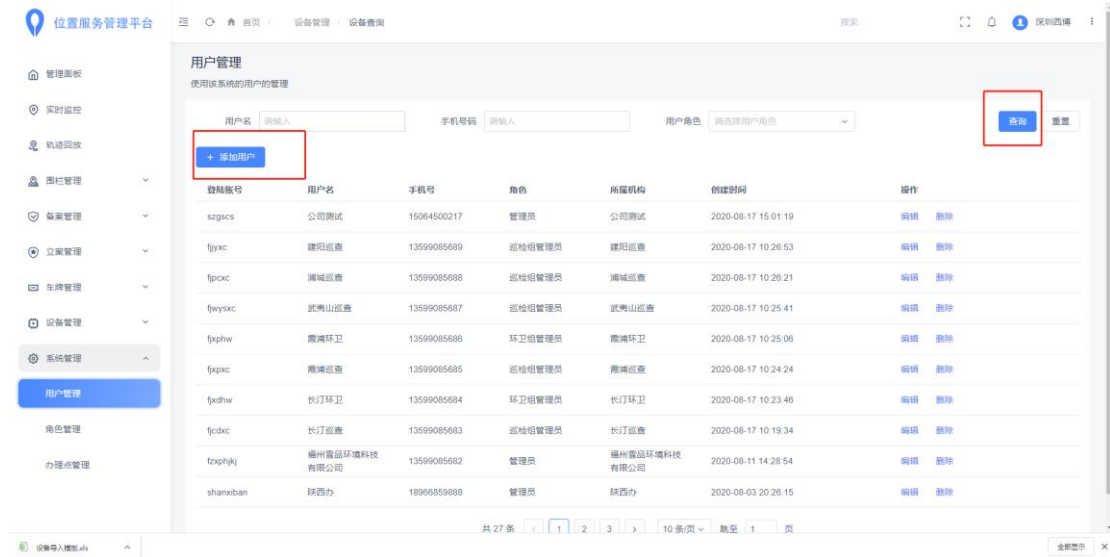 位置服务管理平台
首页 / 设备管理 / 设备查询
搜索...
深圳西博
管理面板
实时监控
轨迹回放
围栏管理
备案管理
立案管理
车牌管理
设备管理
系统管理
用户管理
角色管理
办理点管理
用户管理
使用该系统的用户的管理
用户名 请输入 手机号码 请输入 用户角色 请选择用户角色 查询 重置
+ 添加用户
登陆账号 用户名 手机号 角色 所属机构 创建时间 操作
szgscs 公司测试 15064500217 管理员 公司测试 2020-08-17 15:01:19 编辑 删除
fjjyxc 建阳巡查 13599085689 巡检组管理员 建阳巡查 2020-08-17 10:26:53 编辑 删除
fjpcxc 浦城巡查 13599085688 巡检组管理员 浦城巡查 2020-08-17 10:26:21 编辑 删除
fjwysxc 武夷山巡查 13599085687 巡检组管理员 武夷山巡查 2020-08-17 10:25:41 编辑 删除
fjxphw 霞浦环卫 13599085686 环卫组管理员 霞浦环卫 2020-08-17 10:25:06 编辑 删除
fjxpxc 霞浦巡查 13599085685 巡检组管理员 霞浦巡查 2020-08-17 10:24:24 编辑 删除
fjxdhw 长汀环卫 13599085684 环卫组管理员 长汀环卫 2020-08-17 10:23:46 编辑 删除
fjcdxc 长汀巡查 13599085683 巡检组管理员 长汀巡查 2020-08-17 10:19:34 编辑 删除
fzxphjkj 福州雪品环境科技有限公司 13599085682 管理员 福州雪品环境科技有限公司 2020-08-11 14:28:54 编辑 删除
shanxiban 陕西办 18966859888 管理员 陕西办 2020-08-03 20:26:15 编辑 删除
共 27 条 < 1 2 3 > 10 条/页 跳至 1 页
设备导入模板.xls
全部显示